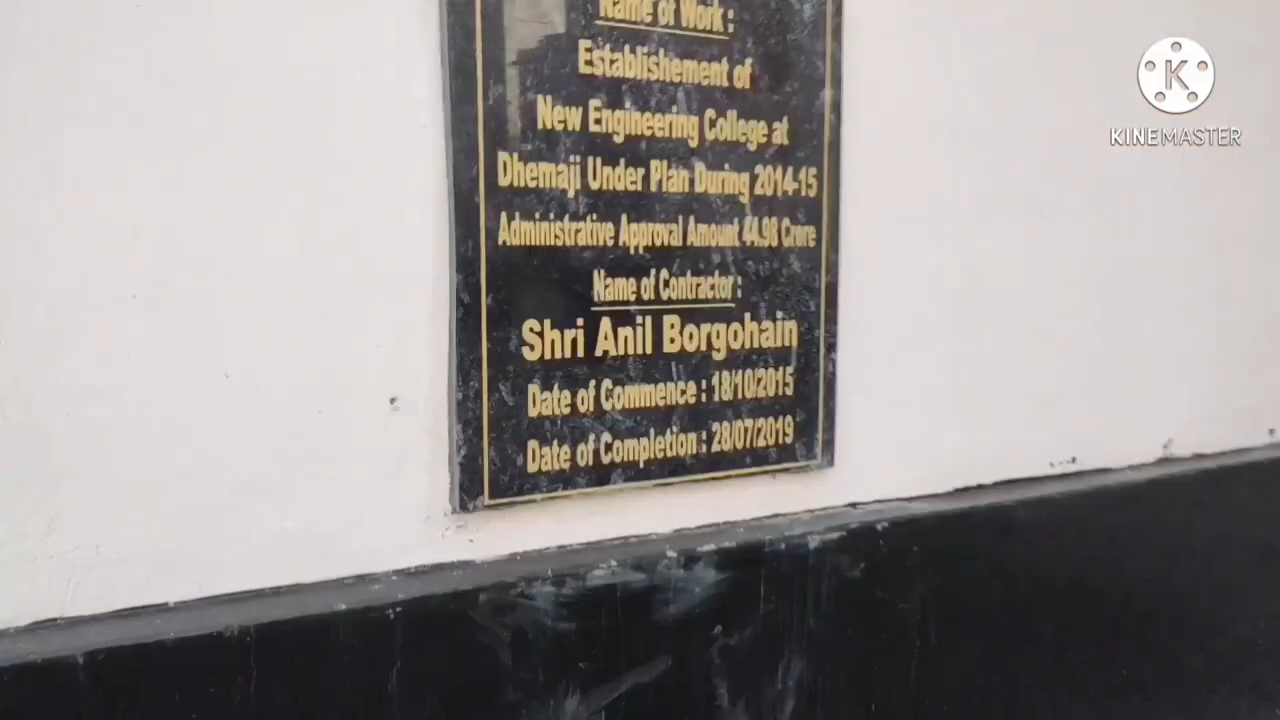 Name of Work :
Establishement of
New Engineering College at
Dhemaji Under Plan During 2014-15
Administrative Approval Amount 44.98 Crore
Name of Contractor :
Shri Anil Borgohain
Date of Commence : 18/10/2015
Date of Completion : 28/07/2019
K
KINEMASTER